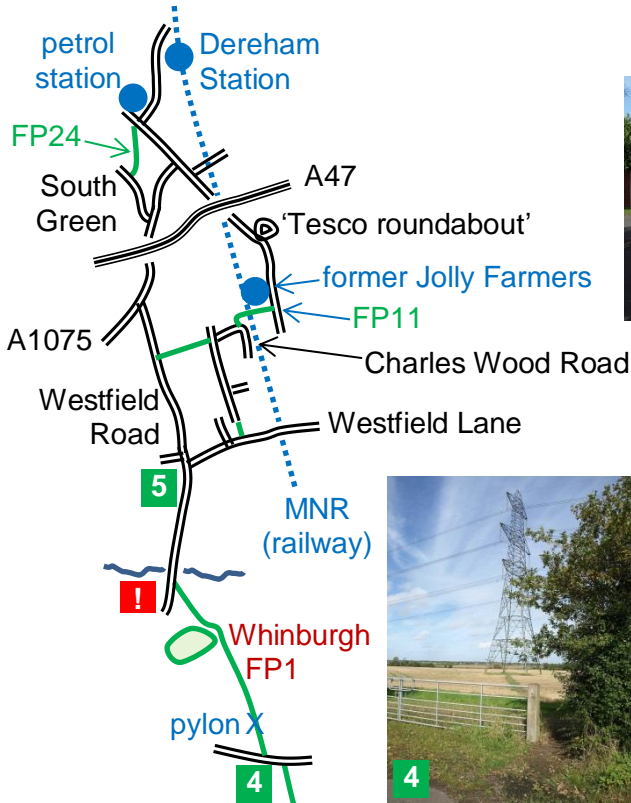 petrol
station
Dereham
Station
FP24
South
Green
A47
‘Tesco roundabout’
former Jolly Farmers
FP11
A1075
Charles Wood Road
Westfield
Road
Westfield Lane
5
MNR
(railway)
!
Whinburgh
FP1
pylon X
4
4